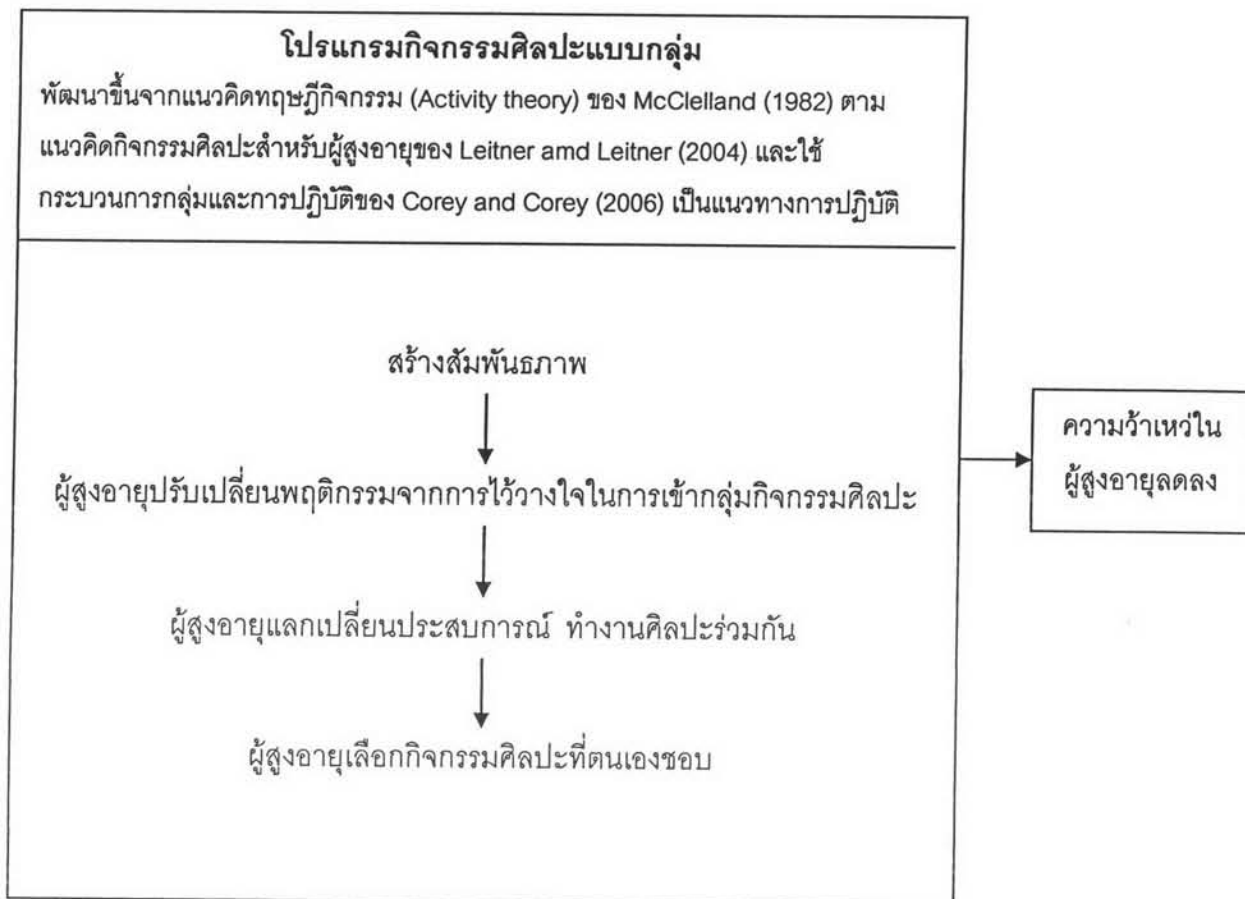 โปรแกรมกิจกรรมศิลปะแบบกลุ่ม
พัฒนาขึ้นจากแนวคิดทฤษฎีกิจกรรม (Activity theory) ของ McClelland (1982) ตาม
แนวคิดกิจกรรมศิลปะสำหรับผู้สูงอายุของ Leitner amd Leitner (2004) และใช้
กระบวนการกลุ่มและการปฏิบัติของ Corey and Corey (2006) เป็นแนวทางการปฏิบัติ
สร้างสัมพันธภาพ
ผู้สูงอายุปรับเปลี่ยนพฤติกรรมจากการไว้วางใจในการเข้ากลุ่มกิจกรรมศิลปะ
ผู้สูงอายุแลกเปลี่ยนประสบการณ์ ทำงานศิลปะร่วมกัน
ผู้สูงอายุเลือกกิจกรรมศิลปะที่ตนเองชอบ
ความว้าเหว่ใน
ผู้สูงอายุลดลง